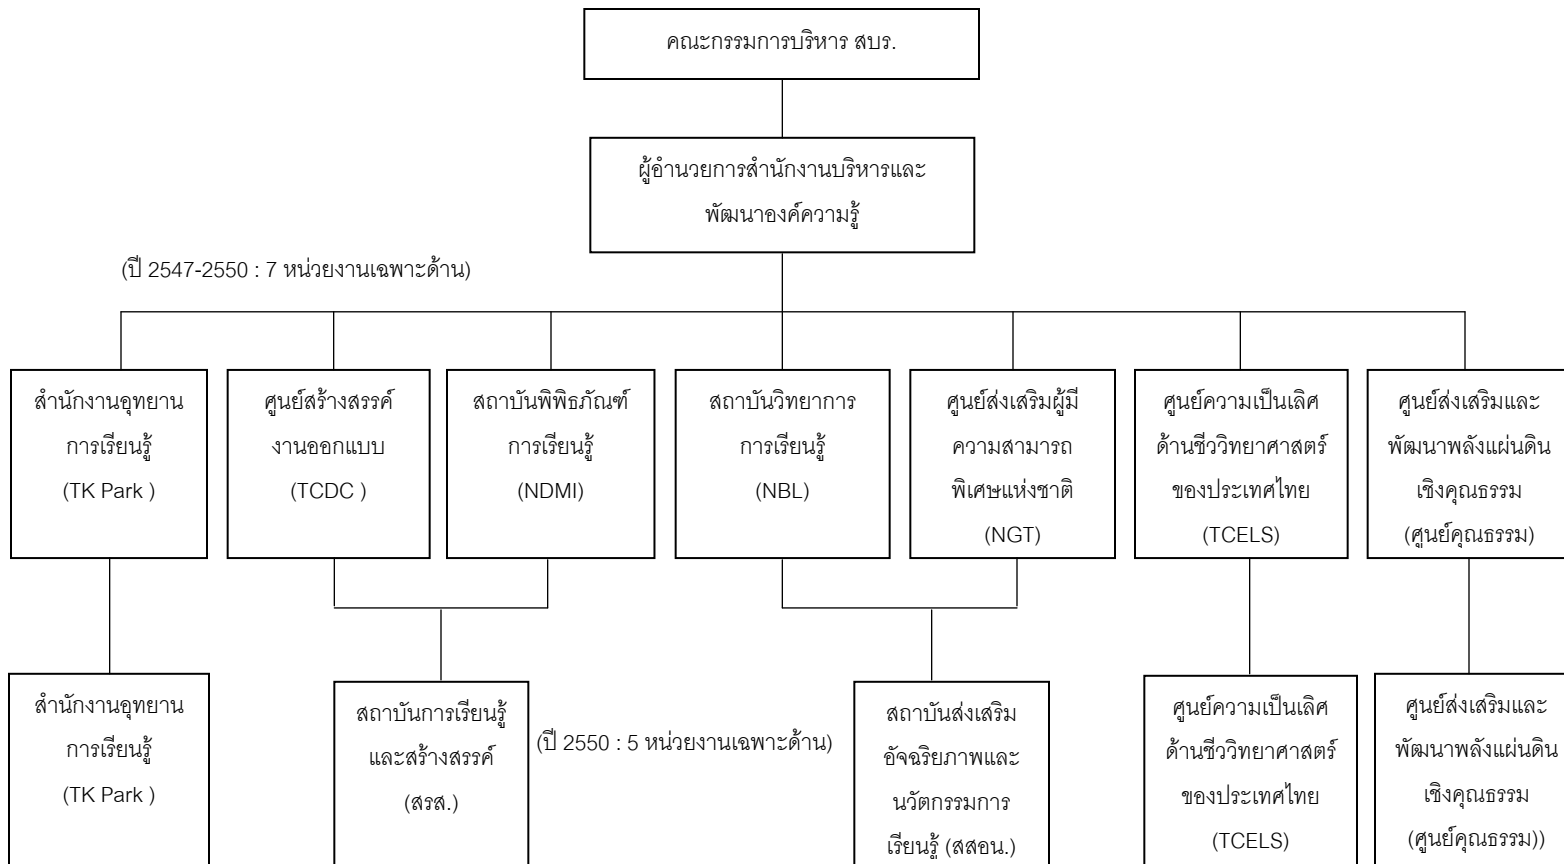 คณะกรรมการบริหาร สบร.
ผู้อำนวยการสำนักงานบริหารและ
พัฒนาองค์ความรู้
(ปี 2547-2550 : 7 หน่วยงานเฉพาะด้าน)
สำนักงานอุทยาน
การเรียนรู้
(TK Park )
ศูนย์สร้างสรรค์
งานออกแบบ
(TCDC )
สถาบันพิพิธภัณฑ์
การเรียนรู้
(NDMI)
สถาบันวิทยาการ
การเรียนรู้
(NBL)
ศูนย์ส่งเสริมผู้มี
ความสามารถ
พิเศษแห่งชาติ
(NGT)
ศูนย์ความเป็นเลิศ
ด้านชีววิทยาศาสตร์
ของประเทศไทย
(TCELS)
ศูนย์ส่งเสริมและ
พัฒนาพลังแผ่นดิน
เชิงคุณธรรม
(ศูนย์คุณธรรม)
สำนักงานอุทยาน
การเรียนรู้
(TK Park )
สถาบันการเรียนรู้
และสร้างสรรค์
(สรส.)
(ปี 2550 : 5 หน่วยงานเฉพาะด้าน)
สถาบันส่งเสริม
อัจฉริยภาพและ
นวัตกรรมการ
เรียนรู้ (สสอน.)
ศูนย์ความเป็นเลิศ
ด้านชีววิทยาศาสตร์
ของประเทศไทย
(TCELS)
ศูนย์ส่งเสริมและ
พัฒนาพลังแผ่นดิน
เชิงคุณธรรม
(ศูนย์คุณธรรม))